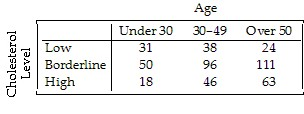 Age
Under 30 30–49 Over 50
Cholesterol
Level
Low 31 38 24
Borderline 50 96 111
High 18 46 63